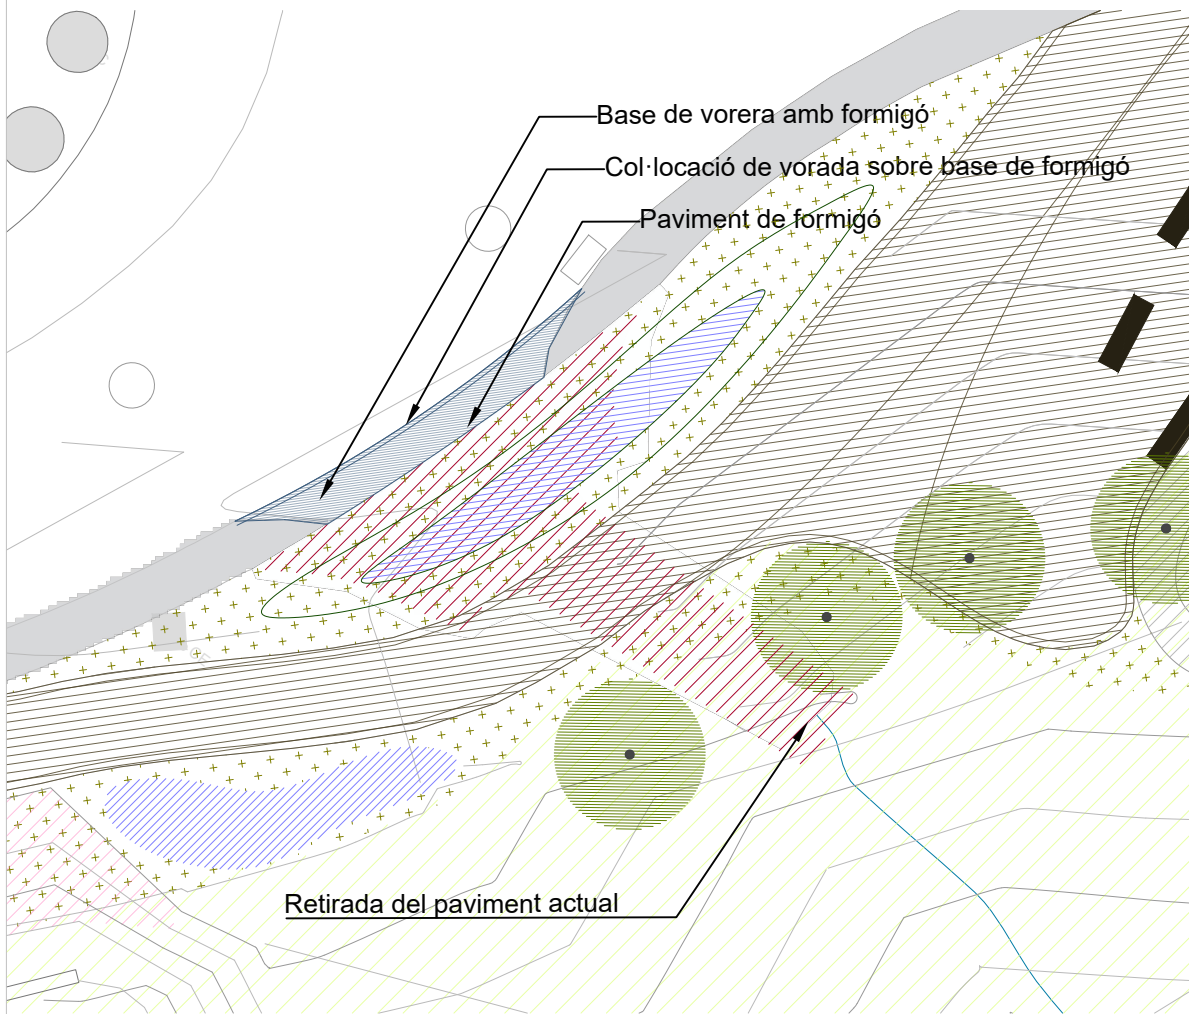 Base de vorera amb formigó
Col·locació de vorada sobre base de formigó
Paviment de formigó
Retirada del paviment actual